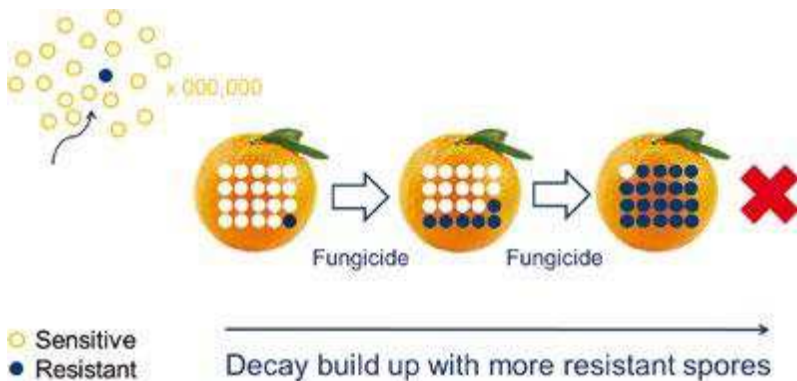 x 000,000
Fungicide
Fungicide
Sensitive
Resistant
Decay build up with more resistant spores